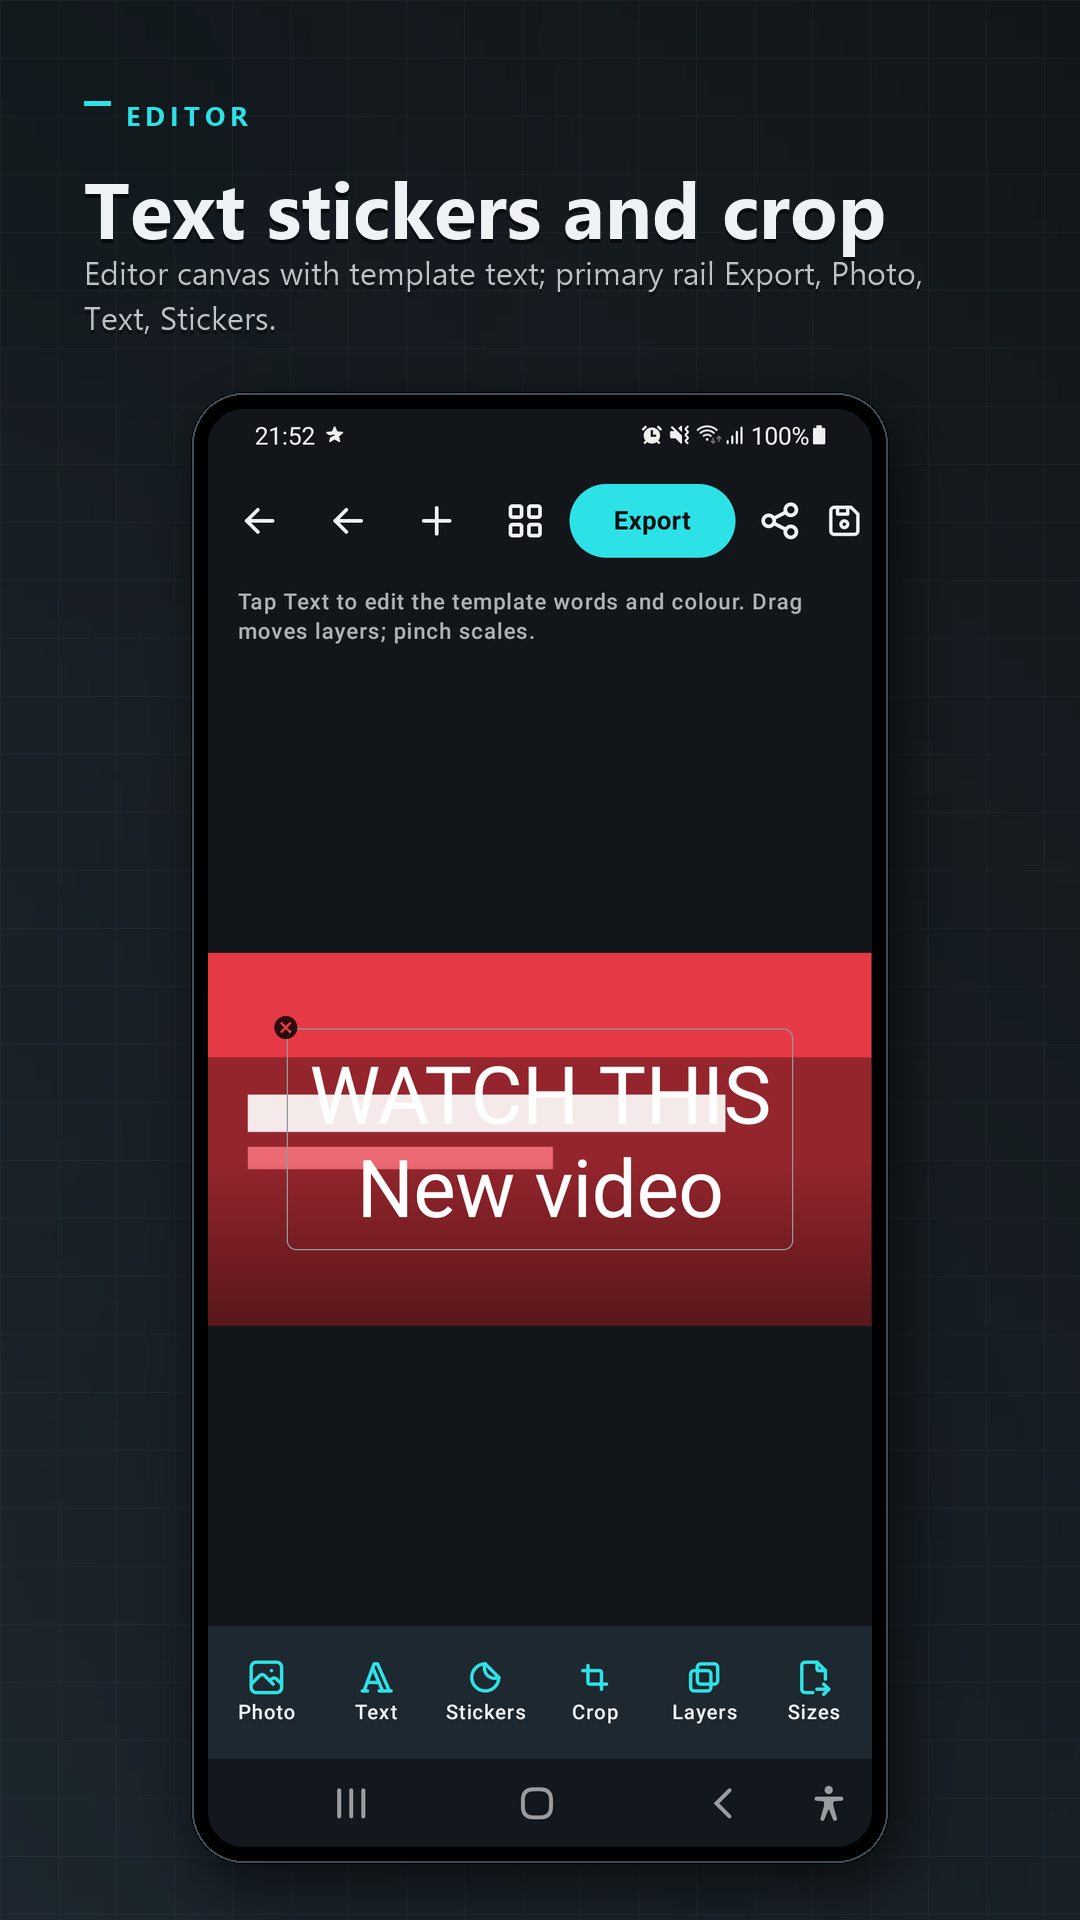 EDITOR
Text stickers and crop
Editor canvas with template text; primary rail Export, Photo,
Text, Stickers.
21:52
100%
Export
Tap Text to edit the template words and colour. Drag
moves layers; pinch scales.
WATCH THIS
New video
Photo Text Stickers Crop Layers Sizes